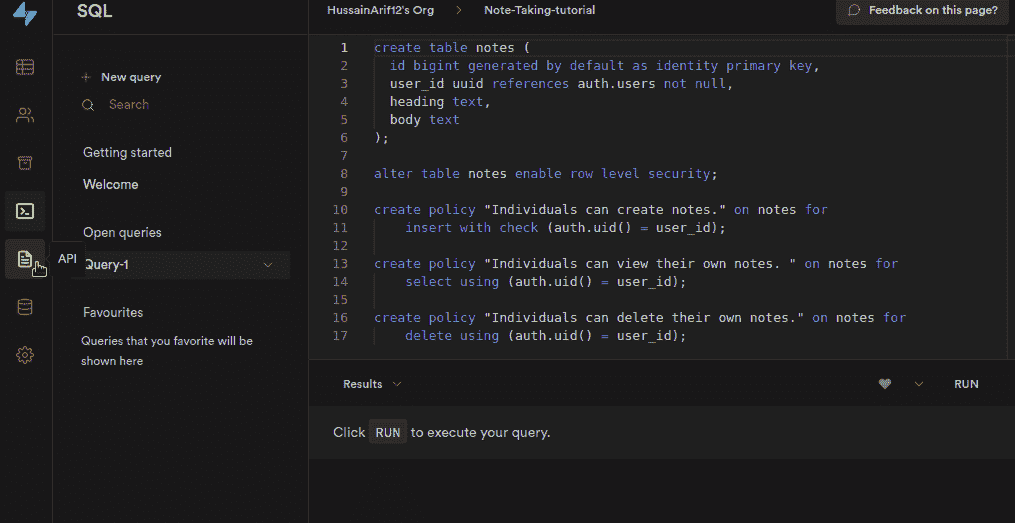 SQL
HussainArif12's Org > Note-Taking-tutorial
Feedback on this page?
+ New query
Search
Getting started
Welcome
Open queries
API
Query-1
Favourites
Queries that you favorite will be
shown here
1 create table notes (
2   id bigint generated by default as identity primary key,
3   user_id uuid references auth.users not null,
4   heading text,
5   body text
6 );
7
8 alter table notes enable row level security;
9
10 create policy "Individuals can create notes." on notes for
11     insert with check (auth.uid() = user_id);
12
13 create policy "Individuals can view their own notes. " on notes for
14     select using (auth.uid() = user_id);
15
16 create policy "Individuals can delete their own notes." on notes for
17     delete using (auth.uid() = user_id);
Results
RUN
Click RUN to execute your query.